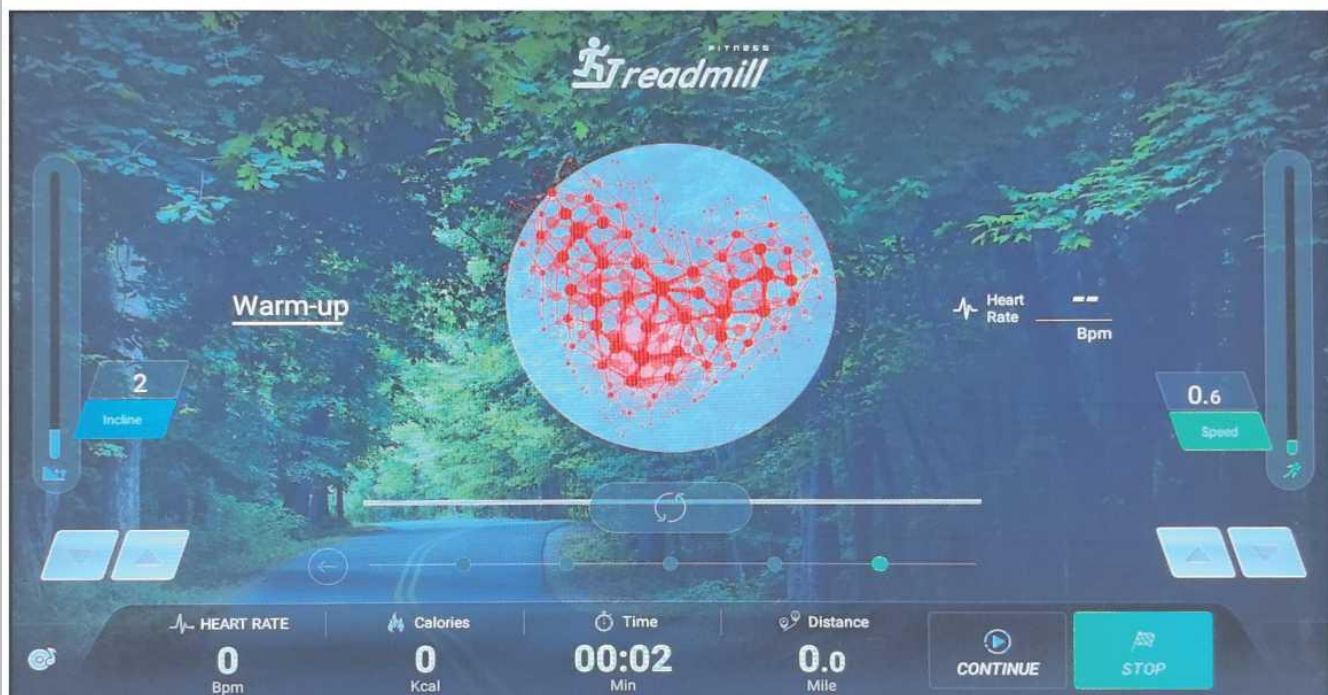 FITNESS
Treadmill
Warm-up
Heart
Rate
--
Bpm
2
Incline
0.6
Speed
HEART RATE
0
Bpm
Calories
0
Kcal
Time
00:02
Min
Distance
0.0
Mile
CONTINUE
STOP